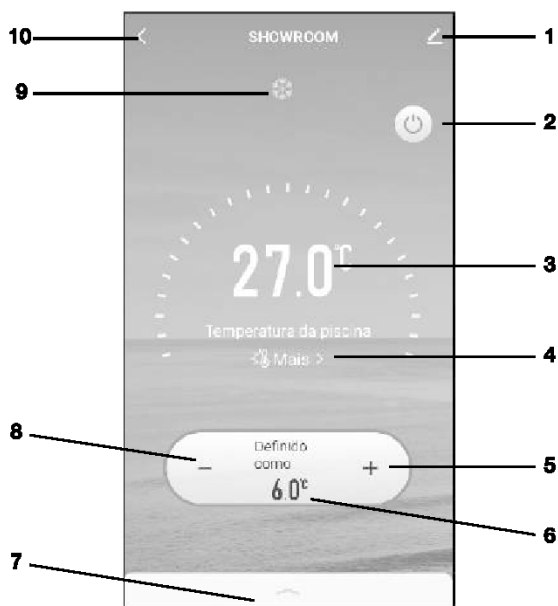 10 SHOWROOM 1
9
2
27.0°C 3
Temperatura da piscina
Mais > 4
8 Definido
como
− + 5
6.0°C
6
7